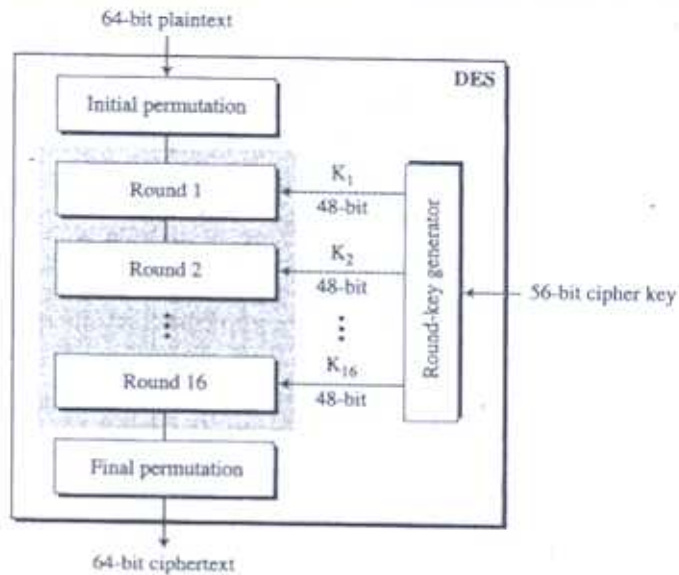 64-bit plaintext
DES
Initial permutation
Round 1
K1
48-bit
Round 2
K2
48-bit
Round 16
K16
48-bit
Round-key generator
56-bit cipher key
Final permutation
64-bit ciphertext